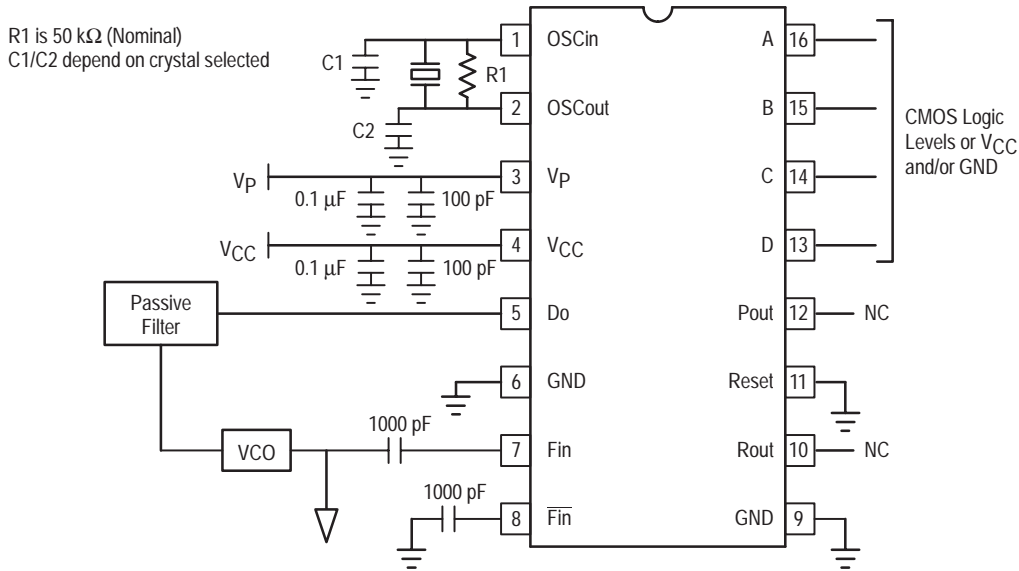 R1 is 50 kΩ (Nominal)
C1/C2 depend on crystal selected
C1
R1
C2
VP
0.1 µF
100 pF
VCC
0.1 µF
100 pF
Passive
Filter
VCO
1000 pF
1000 pF
1 OSCin
2 OSCout
3 VP
4 VCC
5 Do
6 GND
7 Fin
8 F̅i̅n̅
A 16
B 15
C 14
D 13
Pout 12
Reset 11
Rout 10
GND 9
CMOS Logic
Levels or VCC
and/or GND
NC
NC